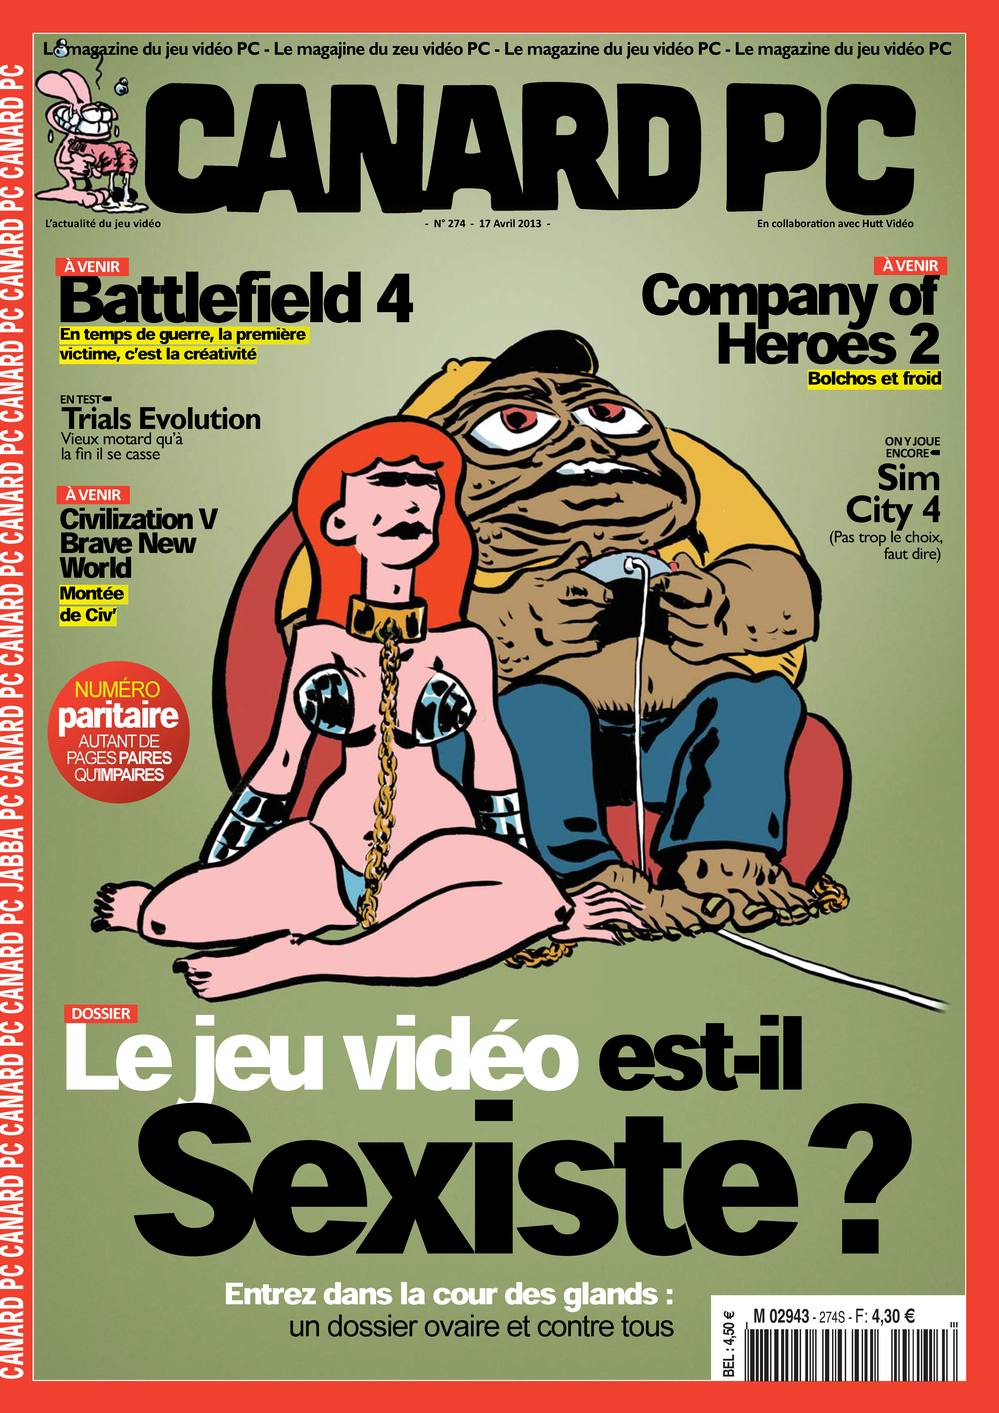 Le magazine du jeu vidéo PC - Le magajine du zeu vidéo PC - Le magazine du jeu vidéo PC - Le magazine du jeu vidéo PC
CANARD PC
L'actualité du jeu vidéo
- N° 274 - 17 Avril 2013 -
En collaboration avec Hutt Vidéo
À VENIR
Battlefield 4
En temps de guerre, la première
victime, c'est la créativité
À VENIR
Company of
Heroes 2
Bolchos et froid
EN TEST
Trials Evolution
Vieux motard qu'à
la fin il se casse
ON Y JOUE
ENCORE
Sim
City 4
(Pas trop le choix,
faut dire)
À VENIR
Civilization V
Brave New
World
Montée
de Civ'
NUMÉRO
paritaire
AUTANT DE
PAGES PAIRES
QU'IMPAIRES
DOSSIER
Le jeu vidéo est-il
Sexiste ?
Entrez dans la cour des glands :
un dossier ovaire et contre tous
BEL : 4,50 €
M 02943 - 274S - F: 4,30 €
CANARD PC CANARD PC CANARD PC CANARD PC JABBA PC CANARD PC CANARD PC CANARD PC CANARD PC CANARD PC CANARD PC